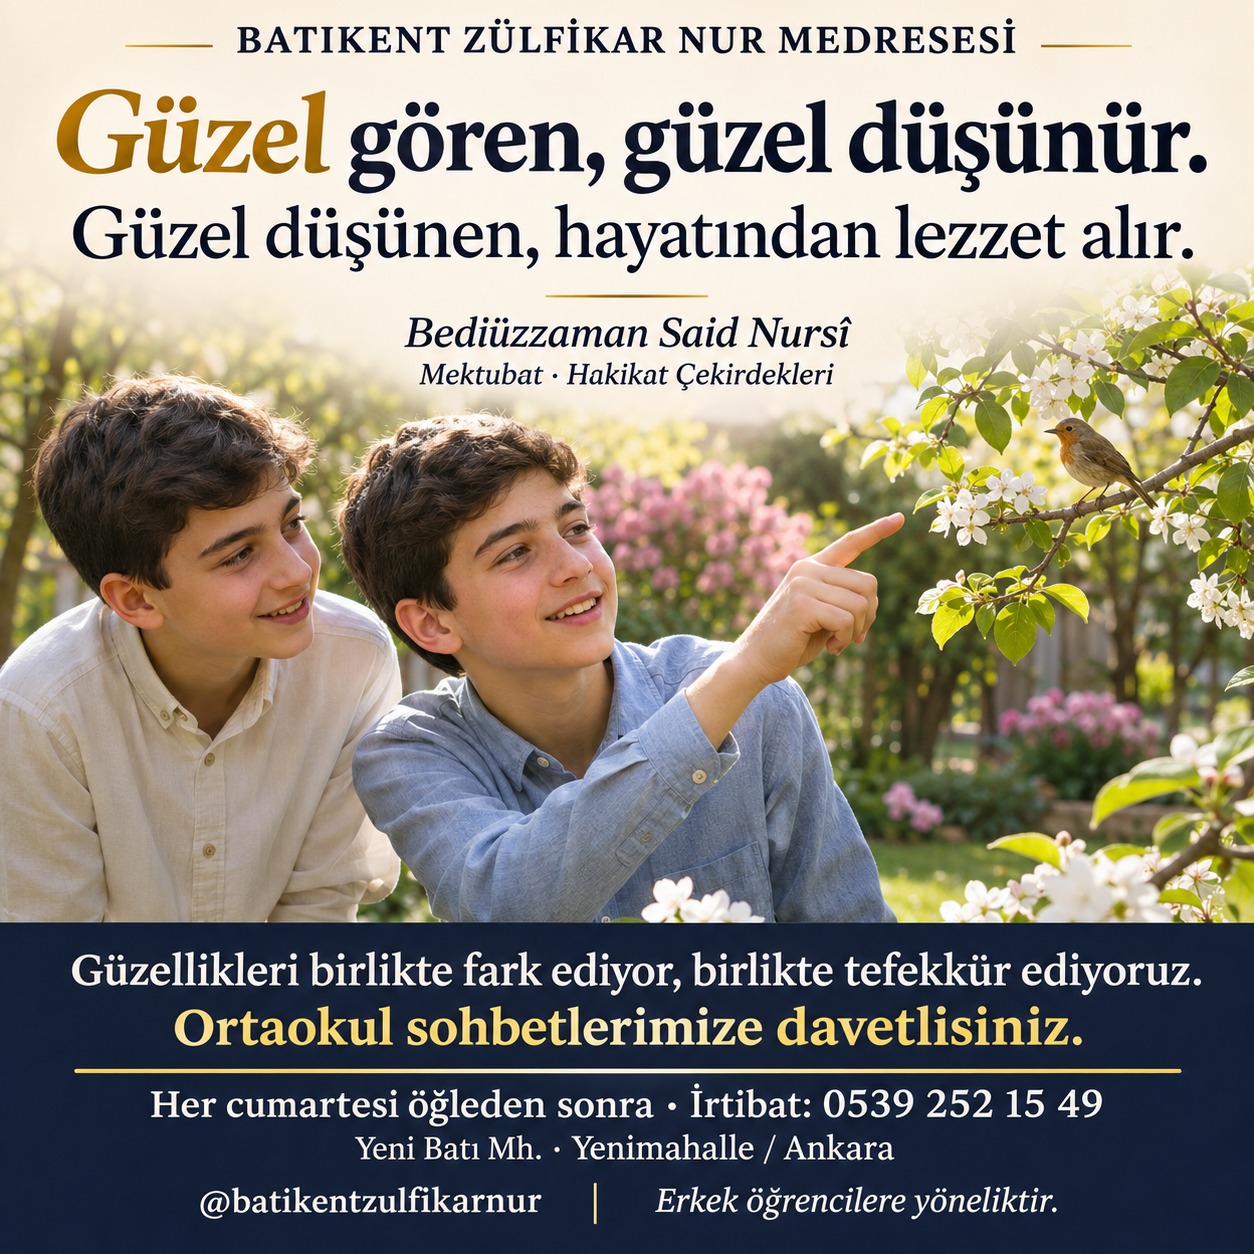 BATIKENT ZÜLFİKAR NUR MEDRESESİ
Güzel gören, güzel düşünür.
Güzel düşünen, hayatından lezzet alır.
Bediüzzaman Said Nursî
Mektubat · Hakikat Çekirdekleri
Güzellikleri birlikte fark ediyor, birlikte tefekkür ediyoruz.
Ortaokul sohbetlerimize davetlisiniz.
Her cumartesi öğleden sonra • İrtibat: 0539 252 15 49
Yeni Batı Mh. · Yenimahalle / Ankara
@batikentzulfikarnur | Erkek öğrencilere yöneliktir.